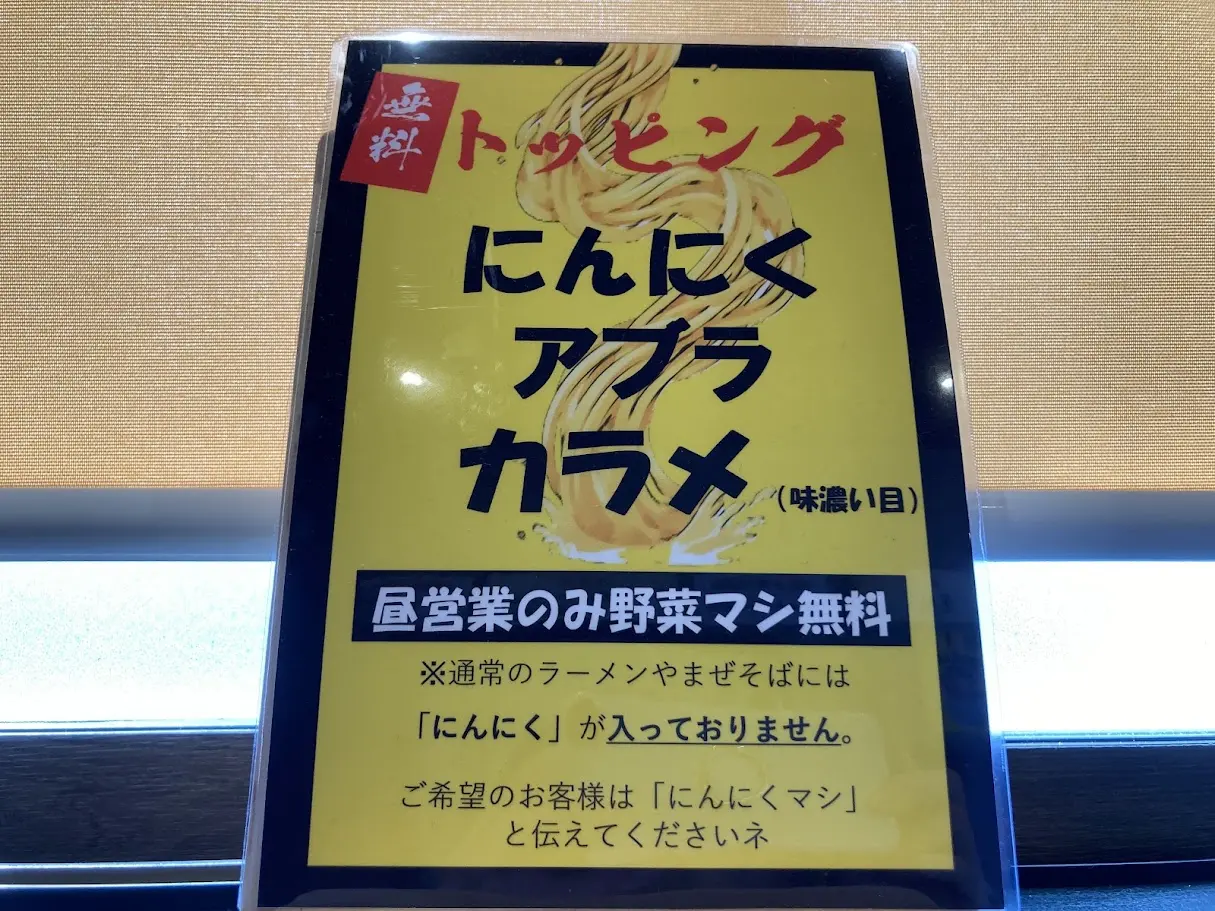 無料
トッピング
にんにく
アブラ
カラメ(味濃い目)
昼営業のみ野菜マシ無料
※通常のラーメンやまぜそばには
「にんにく」が入っておりません。
ご希望のお客様は「にんにくマシ」
と伝えてくださいネ